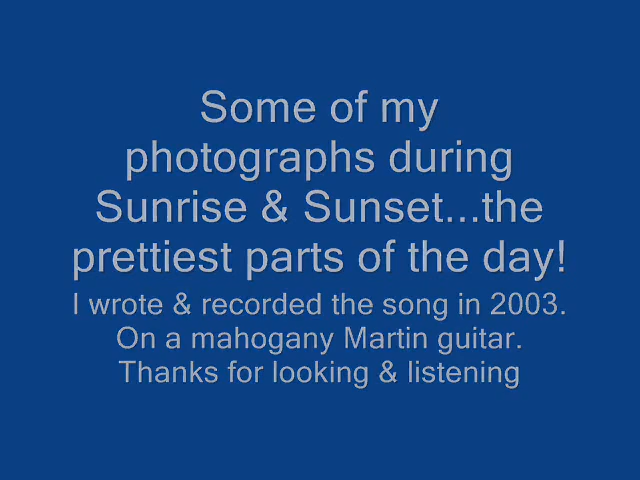 Some of my
photographs during
Sunrise & Sunset...the
prettiest parts of the day!
I wrote & recorded the song in 2003.
On a mahogany Martin guitar.
Thanks for looking & listening